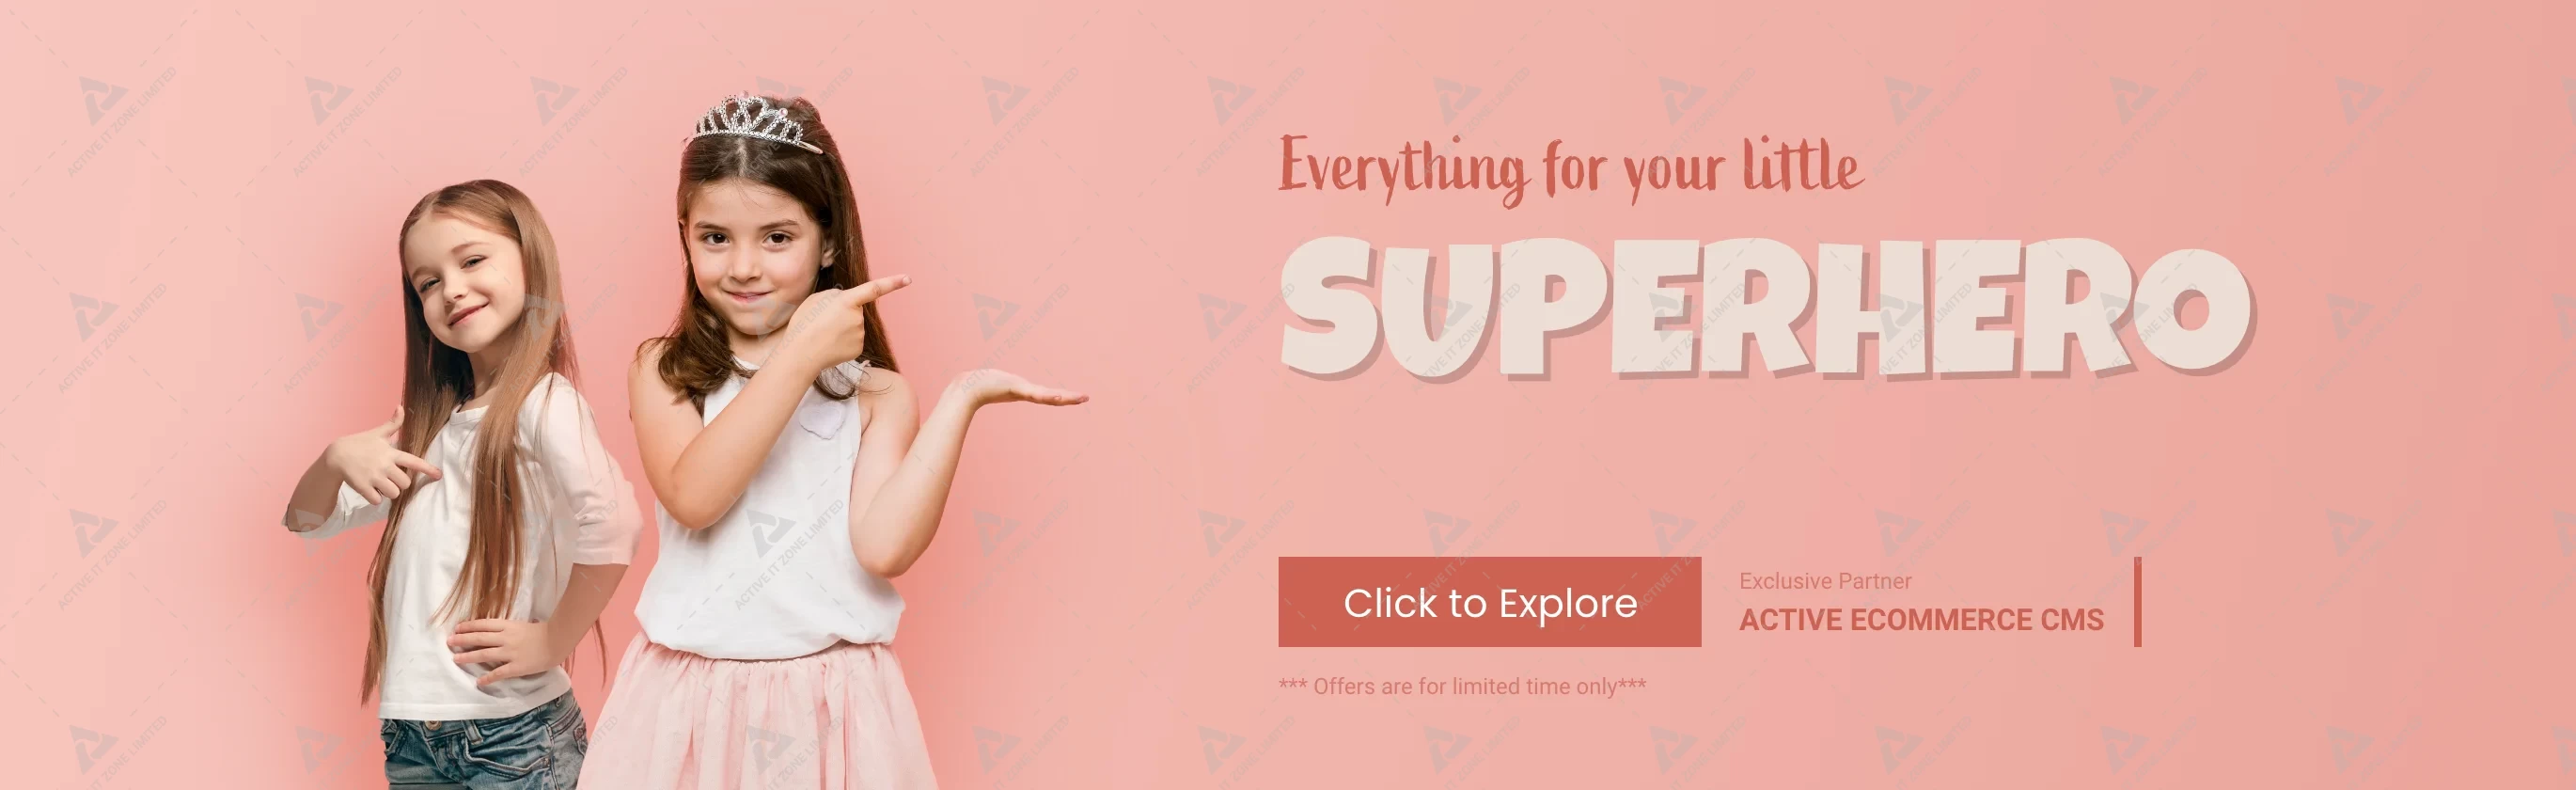 Everything for your little
SUPERHERO
Click to Explore
Exclusive Partner
ACTIVE ECOMMERCE CMS
*** Offers are for limited time only***
ACTIVE IT ZONE LIMITED